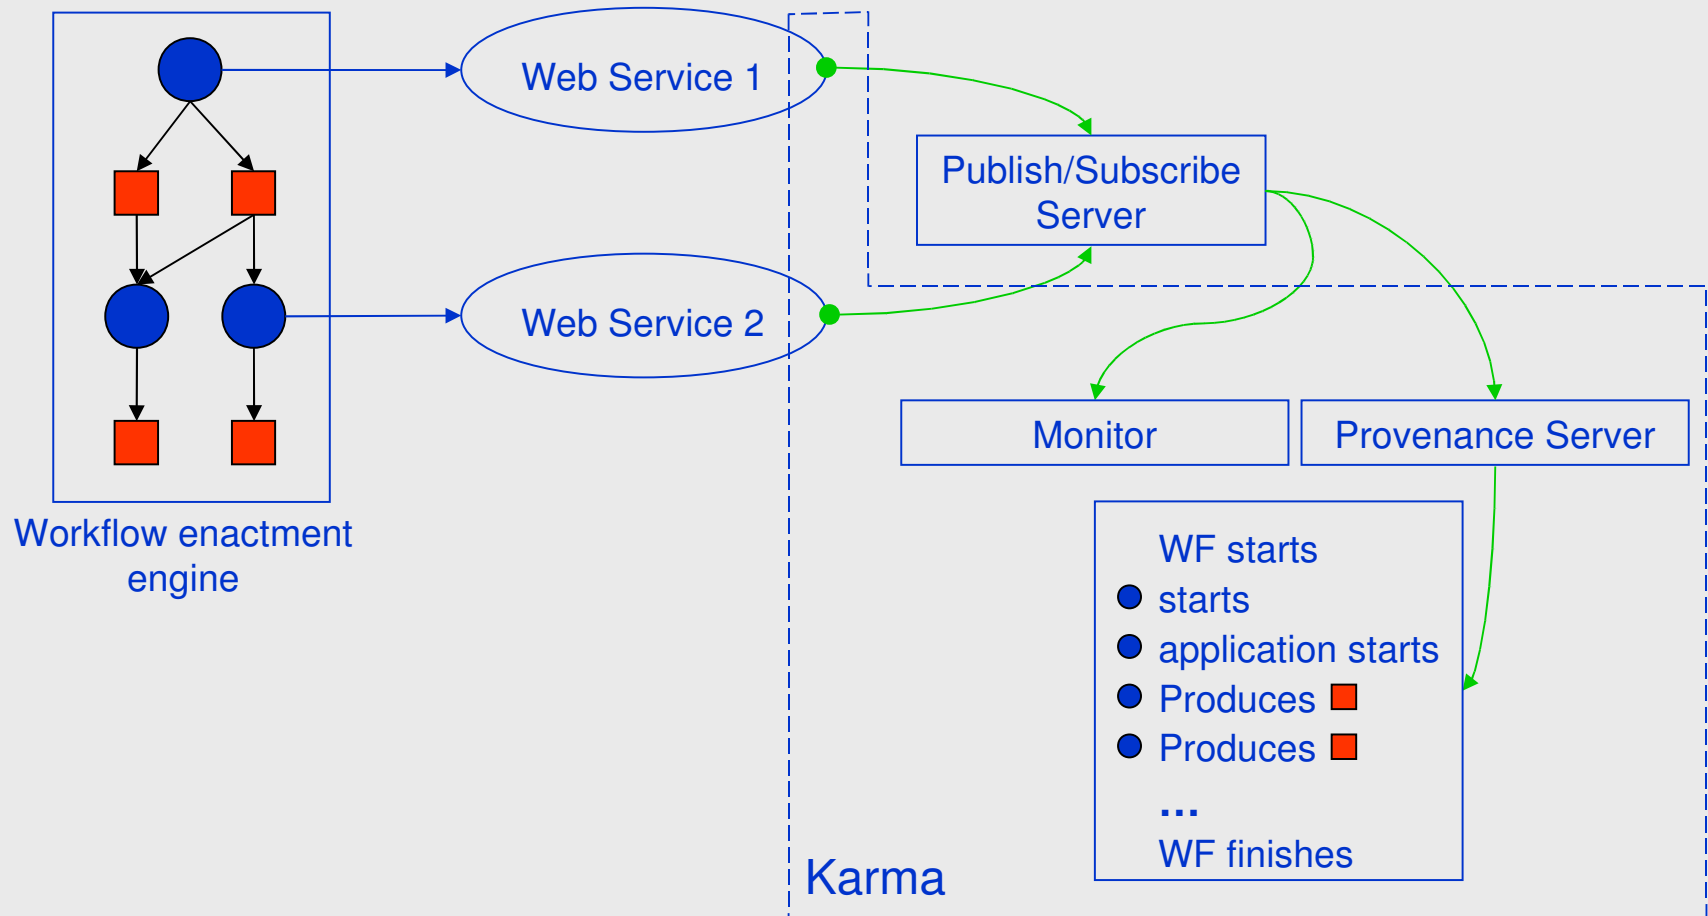 Web Service 1
Publish/Subscribe
Server
Web Service 2
Monitor
Provenance Server
Workflow enactment
engine
WF starts
starts
application starts
Produces
Produces
...
WF finishes
Karma